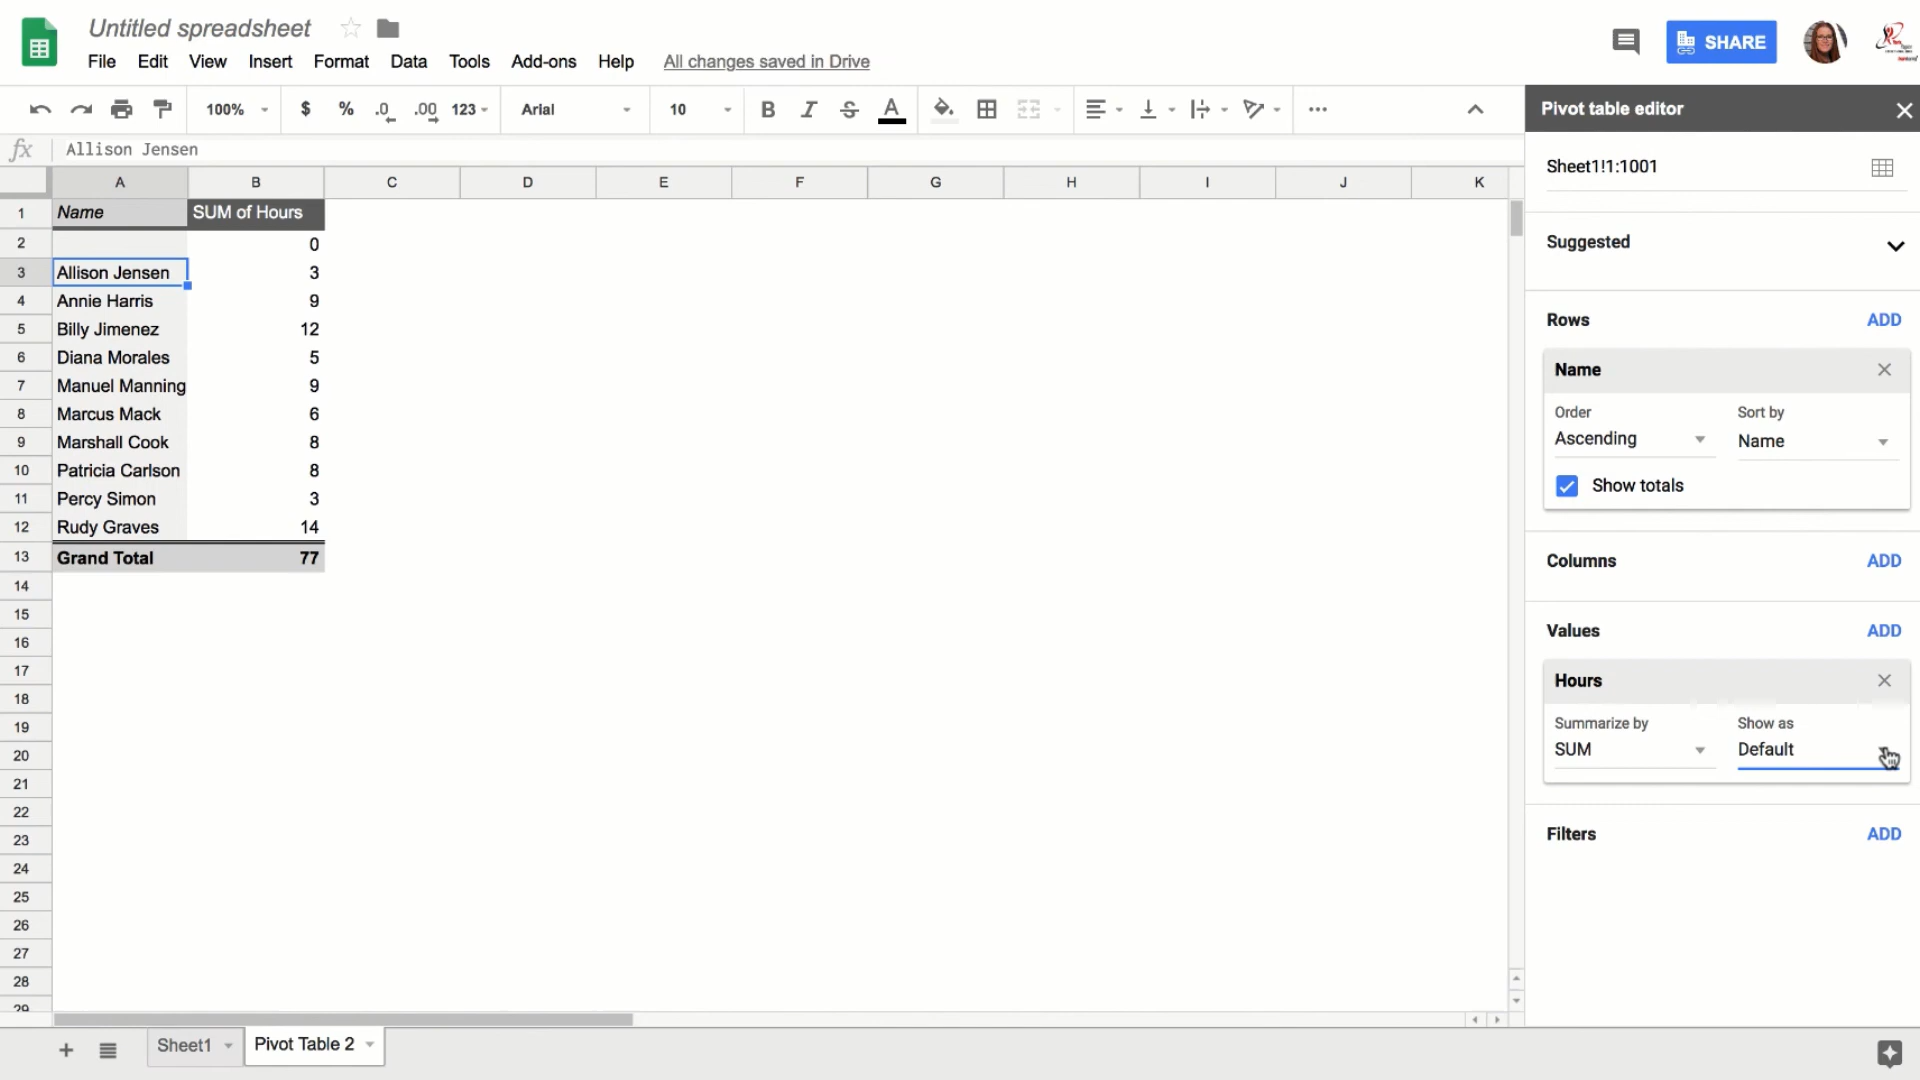 Untitled spreadsheet
File Edit View Insert Format Data Tools Add-ons Help All changes saved in Drive
SHARE
100% $ % .0 .00 123 Arial 10 B I S A
Pivot table editor
fx Allison Jensen
Sheet1!1:1001
A B C D E F G H I J K
1 Name SUM of Hours
2 0
3 Allison Jensen 3
4 Annie Harris 9
5 Billy Jimenez 12
6 Diana Morales 5
7 Manuel Manning 9
8 Marcus Mack 6
9 Marshall Cook 8
10 Patricia Carlson 8
11 Percy Simon 3
12 Rudy Graves 14
13 Grand Total 77
14
15
16
17
18
19
20
21
22
23
24
25
26
27
28
29
Suggested
Rows ADD
Name
Order Sort by
Ascending Name
Show totals
Columns ADD
Values ADD
Hours
Summarize by Show as
SUM Default
Filters ADD
Sheet1 Pivot Table 2